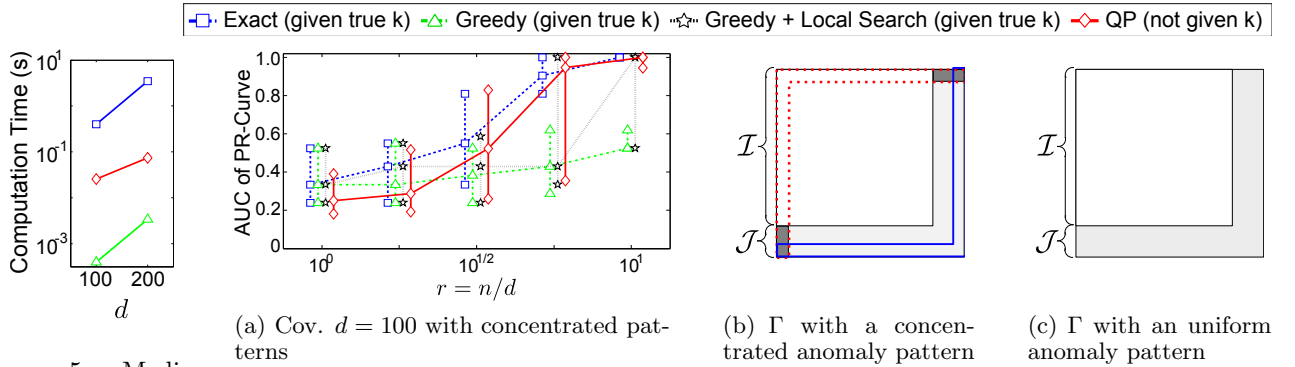 Exact (given true k) Greedy (given true k) Greedy + Local Search (given true k) QP (not given k)
Computation Time (s)
10^1
10^-1
10^-3
100 200
d
AUC of PR-Curve
1.0
0.8
0.6
0.4
0.2
0
10^0 10^1/2 10^1
r = n/d
(a) Cov. d = 100 with concentrated pat-
terns
I
J
(b) Γ with a concen-
trated anomaly pattern
I
J
(c) Γ with an uniform
anomaly pattern